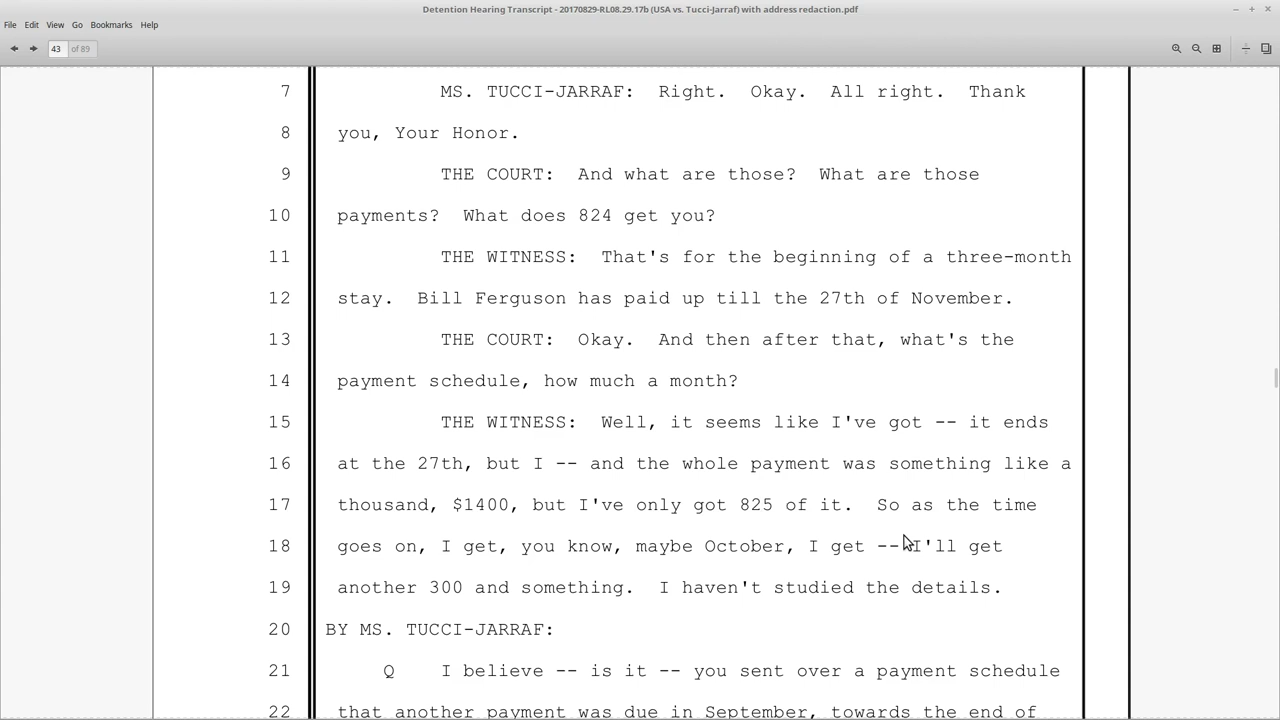 Detention Hearing Transcript - 20170829-RL08.29.17b (USA vs. Tucci-Jarraf) with address redaction.pdf
File Edit View Go Bookmarks Help
43 of 89
7 MS. TUCCI-JARRAF: Right. Okay. All right. Thank
8 you, Your Honor.
9 THE COURT: And what are those? What are those
10 payments? What does 824 get you?
11 THE WITNESS: That's for the beginning of a three-month
12 stay. Bill Ferguson has paid up till the 27th of November.
13 THE COURT: Okay. And then after that, what's the
14 payment schedule, how much a month?
15 THE WITNESS: Well, it seems like I've got -- it ends
16 at the 27th, but I -- and the whole payment was something like a
17 thousand, $1400, but I've only got 825 of it. So as the time
18 goes on, I get, you know, maybe October, I get -- I'll get
19 another 300 and something. I haven't studied the details.
20 BY MS. TUCCI-JARRAF:
21 Q I believe -- is it -- you sent over a payment schedule
22 that another payment was due in September, towards the end of